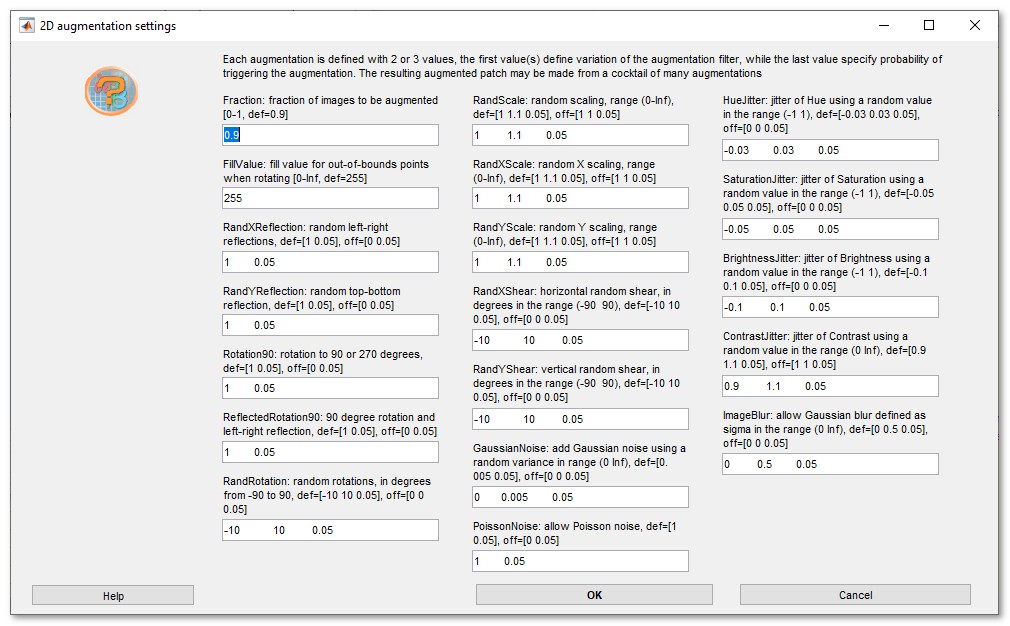 2D augmentation settings
Each augmentation is defined with 2 or 3 values, the first value(s) define variation of the augmentation filter, while the last value specify probability of
triggering the augmentation. The resulting augmented patch may be made from a cocktail of many augmentations
Fraction: fraction of images to be augmented
[0-1, def=0.9]
0.9
FillValue: fill value for out-of-bounds points
when rotating [0-Inf, def=255]
255
RandXReflection: random left-right
reflections, def=[1 0.05], off=[0 0.05]
1 0.05
RandYReflection: random top-bottom
reflection, def=[1 0.05], off=[0 0.05]
1 0.05
Rotation90: rotation to 90 or 270 degrees,
def=[1 0.05], off=[0 0.05]
1 0.05
ReflectedRotation90: 90 degree rotation and
left-right reflection, def=[1 0.05], off=[0 0.05]
1 0.05
RandRotation: random rotations, in degrees
from -90 to 90, def=[-10 10 0.05], off=[0 0
0.05]
-10 10 0.05
RandScale: random scaling, range (0-Inf),
def=[1 1.1 0.05], off=[1 1 0.05]
1 1.1 0.05
RandXScale: random X scaling, range
(0-Inf), def=[1 1.1 0.05], off=[1 1 0.05]
1 1.1 0.05
RandYScale: random Y scaling, range
(0-Inf), def=[1 1.1 0.05], off=[1 1 0.05]
1 1.1 0.05
RandXShear: horizontal random shear, in
degrees in the range (-90 90), def=[-10 10
0.05], off=[0 0 0.05]
-10 10 0.05
RandYShear: vertical random shear, in
degrees in the range (-90 90), def=[-10 10
0.05], off=[0 0 0.05]
-10 10 0.05
GaussianNoise: add Gaussian noise using a
random variance in range (0 Inf), def=[0.
005 0.05], off=[0 0 0.05]
0 0.005 0.05
PoissonNoise: allow Poisson noise, def=[1
0.05], off=[0 0.05]
1 0.05
HueJitter: jitter of Hue using a random value
in the range (-1 1), def=[-0.03 0.03 0.05],
off=[0 0 0.05]
-0.03 0.03 0.05
SaturationJitter: jitter of Saturation using a
random value in the range (-1 1), def=[-0.05
0.05 0.05], off=[0 0 0.05]
-0.05 0.05 0.05
BrightnessJitter: jitter of Brightness using a
random value in the range (-1 1), def=[-0.1
0.1 0.05], off=[0 0 0.05]
-0.1 0.1 0.05
ContrastJitter: jitter of Contrast using a
random value in the range (0 Inf), def=[0.9
1.1 0.05], off=[1 1 0.05]
0.9 1.1 0.05
ImageBlur: allow Gaussian blur defined as
sigma in the range (0 Inf), def=[0 0.5 0.05],
off=[0 0 0.05]
0 0.5 0.05
Help
OK
Cancel